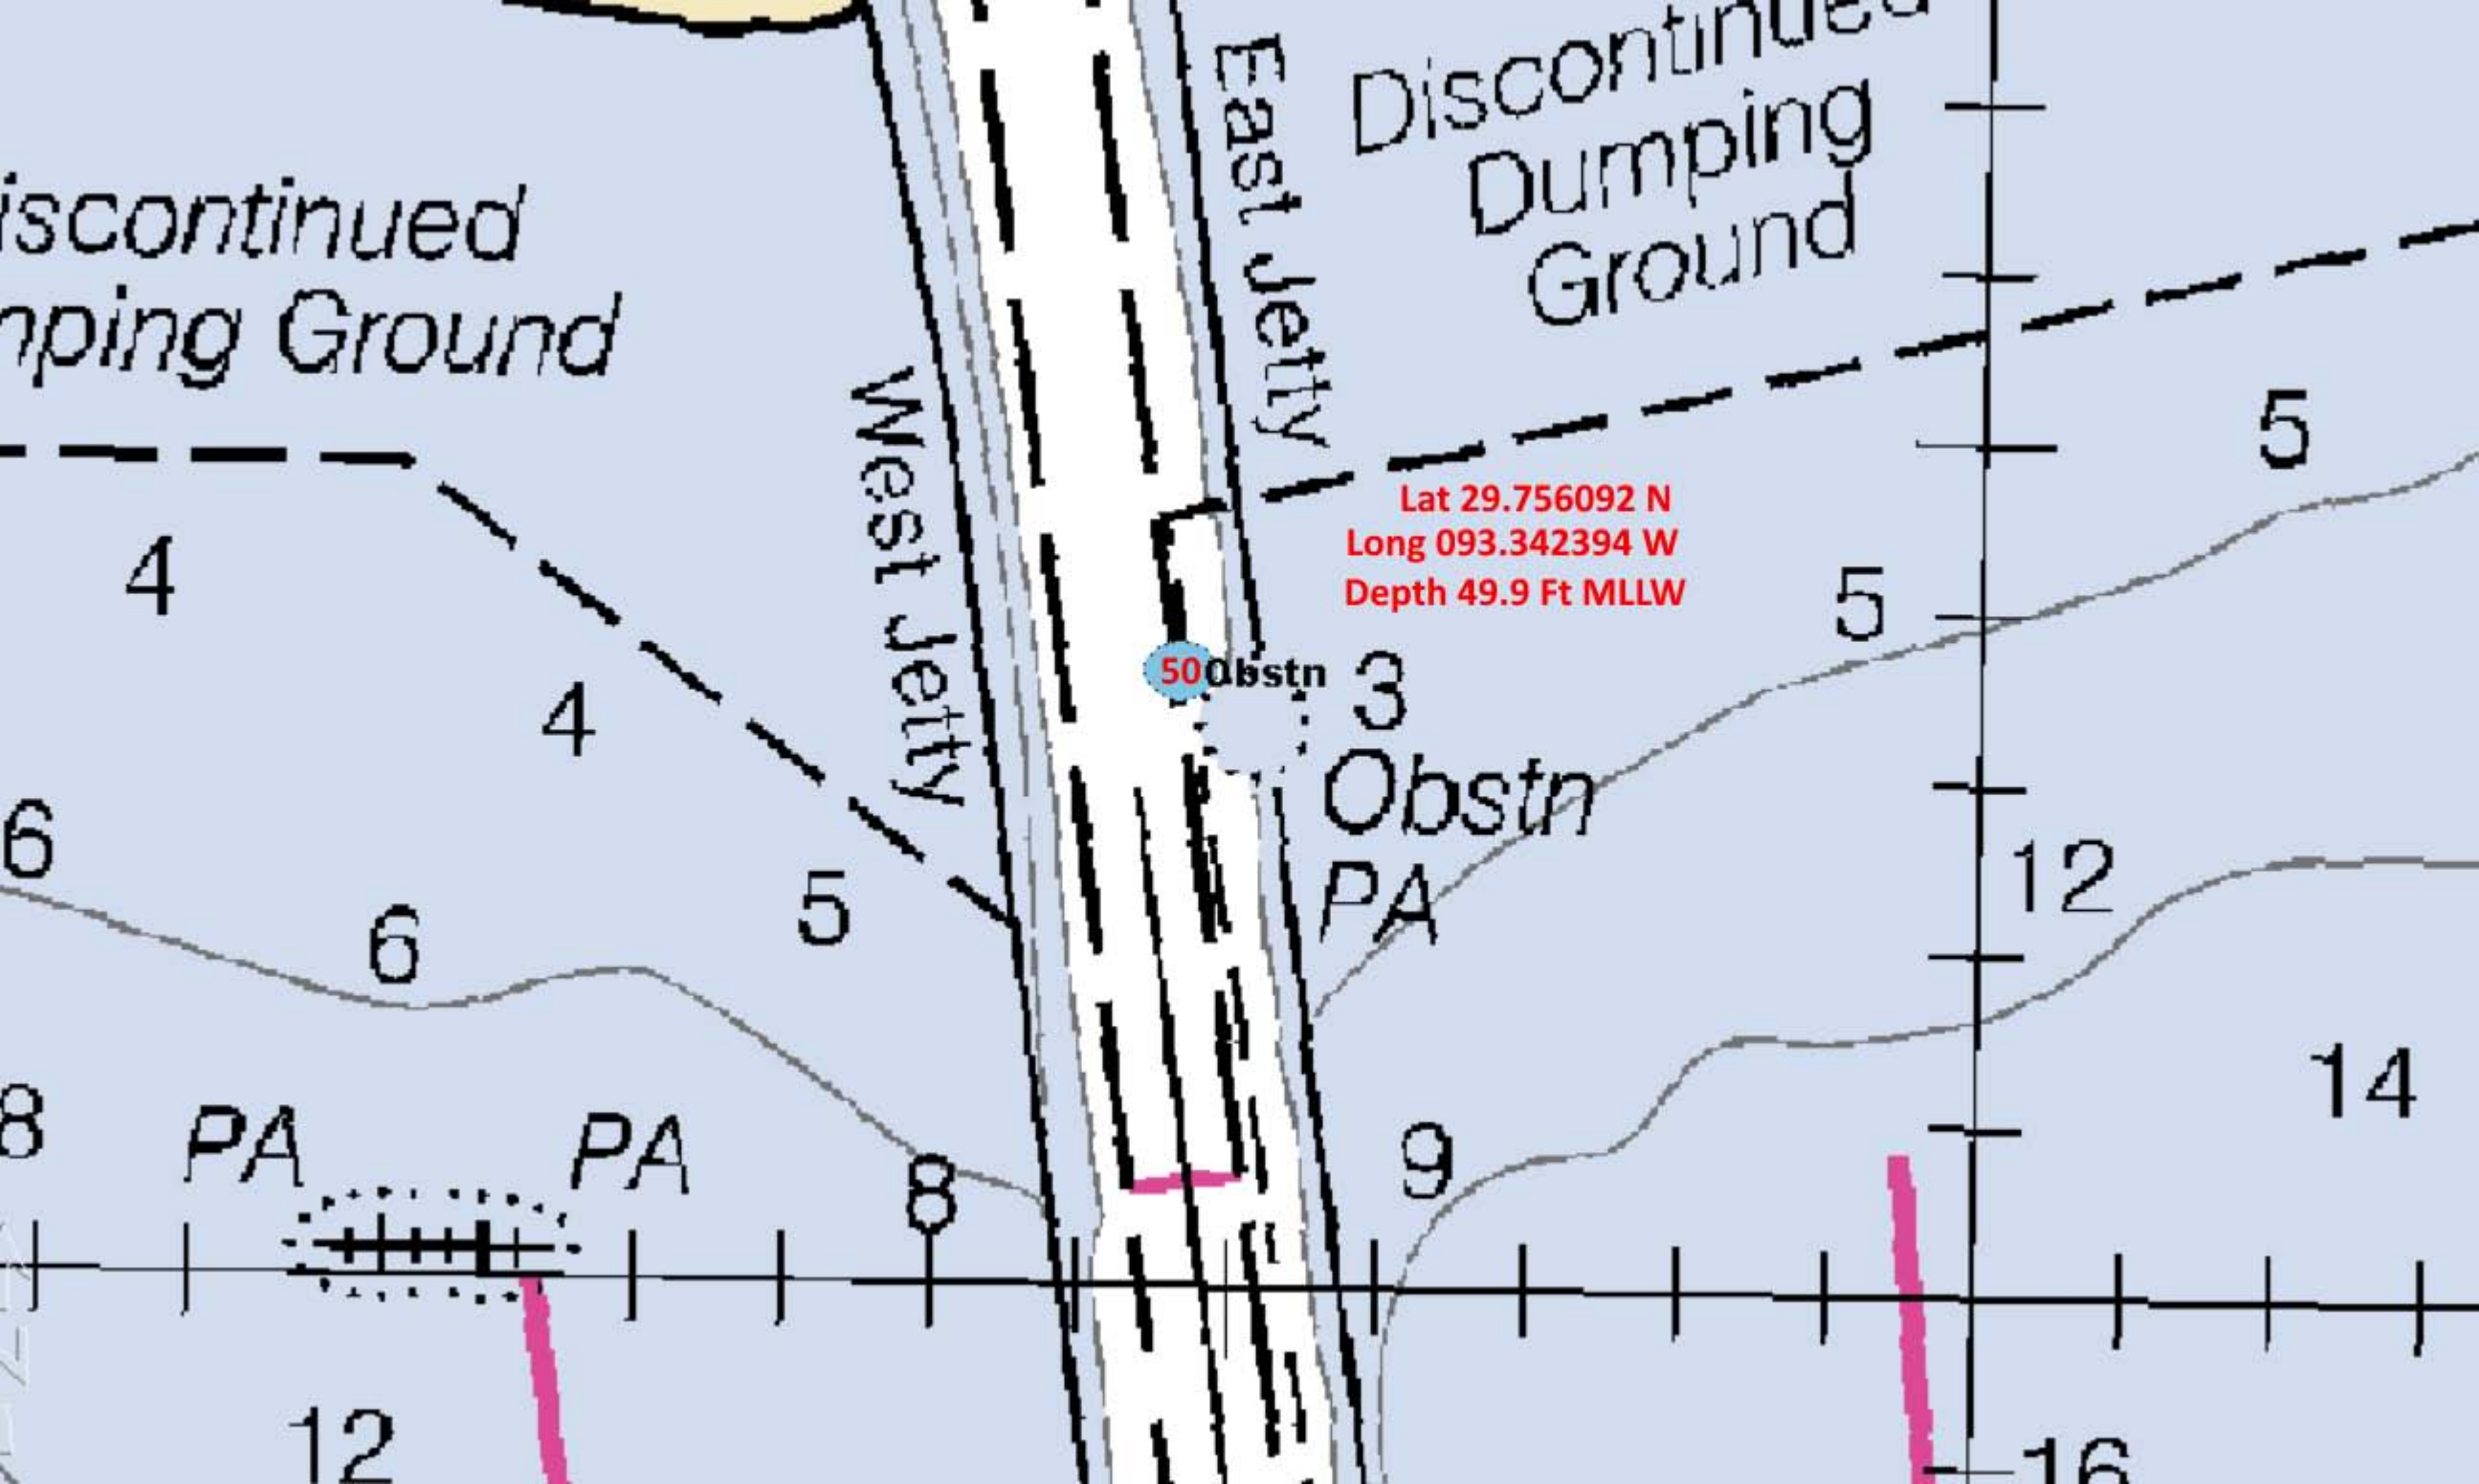 Discontinued
Dumping
Ground
East Jetty
iscontinued
ping Ground
West Jetty
Lat 29.756092 N
Long 093.342394 W
Depth 49.9 Ft MLLW
5
5
4
4
50 Obstn
3
Obstn
PA
6
6
5
12
14
8
PA
PA
8
9
12
16